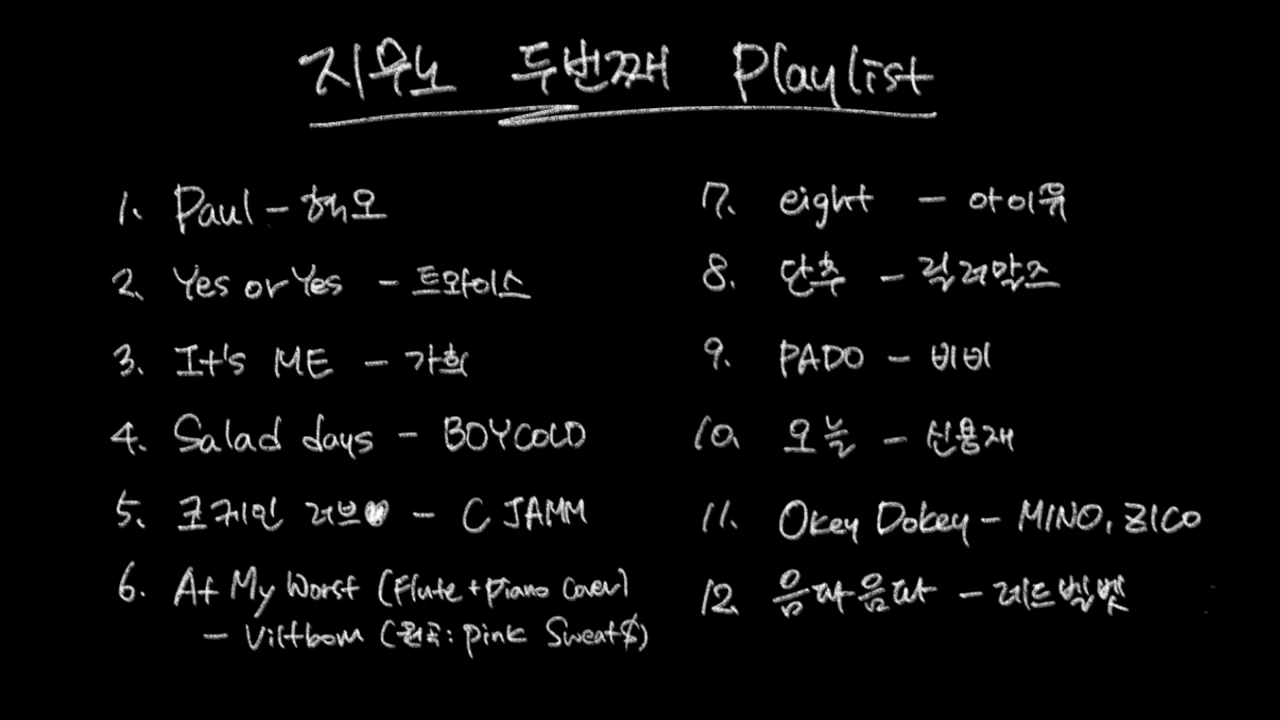 지우노 두번째 Playlist
1. Paul - 혁오
2. Yes or Yes - 트와이스
3. It's ME - 가희
4. Salad days - BOYCOLD
5. 코케인 러브♥ - C JAMM
6. At My Worst (Flute + piano cover)
- Viltbom (원곡: pink Sweat$)
7. eight - 아이유
8. 단추 - 릴러말즈
9. PADO - 비비
10. 오늘 - 신용재
11. Okey Dokey - MINO, ZICO
12. 음파음파 - 레드벨벳